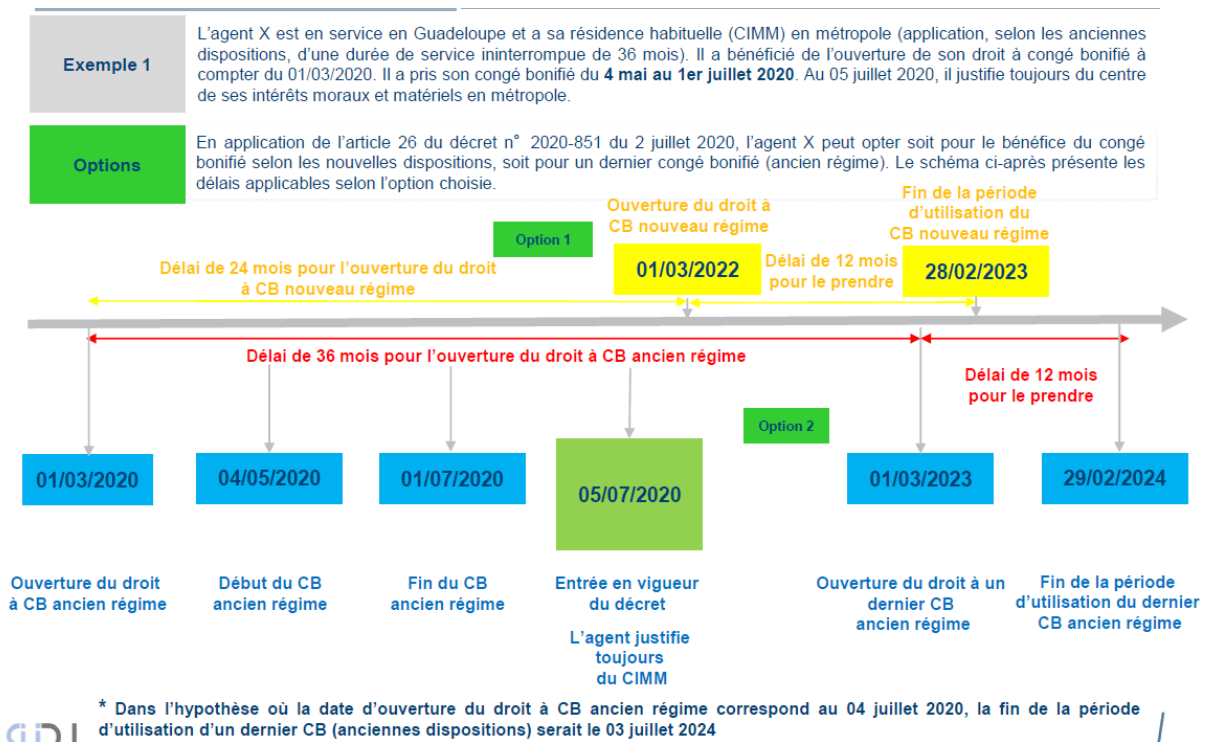 Exemple 1
L'agent X est en service en Guadeloupe et a sa résidence habituelle (CIMM) en métropole (application, selon les anciennes
dispositions, d'une durée de service ininterrompue de 36 mois). Il a bénéficié de l'ouverture de son droit à congé bonifié à
compter du 01/03/2020. Il a pris son congé bonifié du 4 mai au 1er juillet 2020. Au 05 juillet 2020, il justifie toujours du centre
de ses intérêts moraux et matériels en métropole.
Options
En application de l'article 26 du décret n° 2020-851 du 2 juillet 2020, l'agent X peut opter soit pour le bénéfice du congé
bonifié selon les nouvelles dispositions, soit pour un dernier congé bonifié (ancien régime). Le schéma ci-après présente les
délais applicables selon l'option choisie.
Option 1
Ouverture du droit à
CB nouveau régime
Fin de la période
d'utilisation du
CB nouveau régime
01/03/2022
28/02/2023
Délai de 24 mois pour l'ouverture du droit
à CB nouveau régime
Délai de 12 mois
pour le prendre
Délai de 36 mois pour l'ouverture du droit à CB ancien régime
Délai de 12 mois
pour le prendre
Option 2
01/03/2020
04/05/2020
01/07/2020
05/07/2020
01/03/2023
29/02/2024
Ouverture du droit
à CB ancien régime
Début du CB
ancien régime
Fin du CB
ancien régime
Entrée en vigueur
du décret
L'agent justifie
toujours
du CIMM
Ouverture du droit à un
dernier CB
ancien régime
Fin de la période
d'utilisation du dernier
CB ancien régime
* Dans l'hypothèse où la date d'ouverture du droit à CB ancien régime correspond au 04 juillet 2020, la fin de la période
d'utilisation d'un dernier CB (anciennes dispositions) serait le 03 juillet 2024